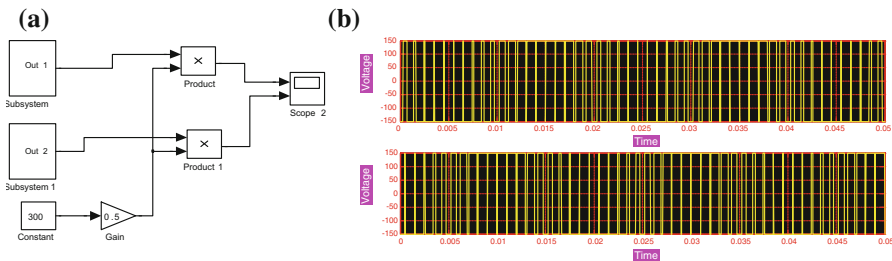 (a)
Out 1
Subsystem
X
Product
Scope 2
Out 2
Subsystem 1
X
Product 1
300
Constant
0.5
Gain
(b)
Voltage
150
100
50
0
-50
-100
-150
0 0.005 0.01 0.015 0.02 0.025 0.03 0.035 0.04 0.045 0.05
Time
Voltage
150
100
50
0
-50
-100
-150
0 0.005 0.01 0.015 0.02 0.025 0.03 0.035 0.04 0.045 0.05
Time